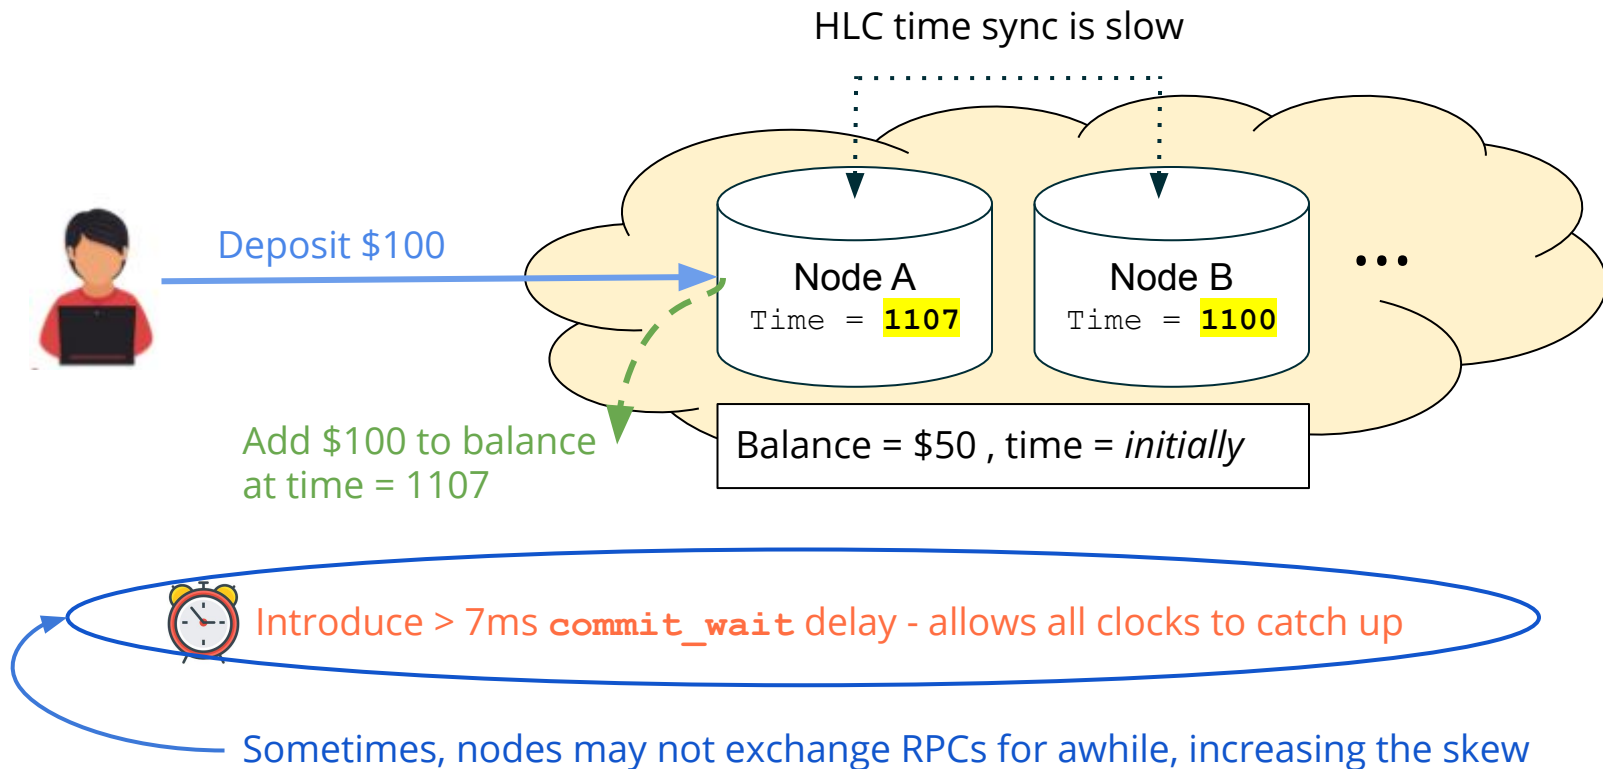 HLC time sync is slow
Deposit $100
Node A
Time = 1107
Node B
Time = 1100
...
Add $100 to balance
at time = 1107
Balance = $50 , time = initially
Introduce > 7ms commit_wait delay - allows all clocks to catch up
Sometimes, nodes may not exchange RPCs for awhile, increasing the skew